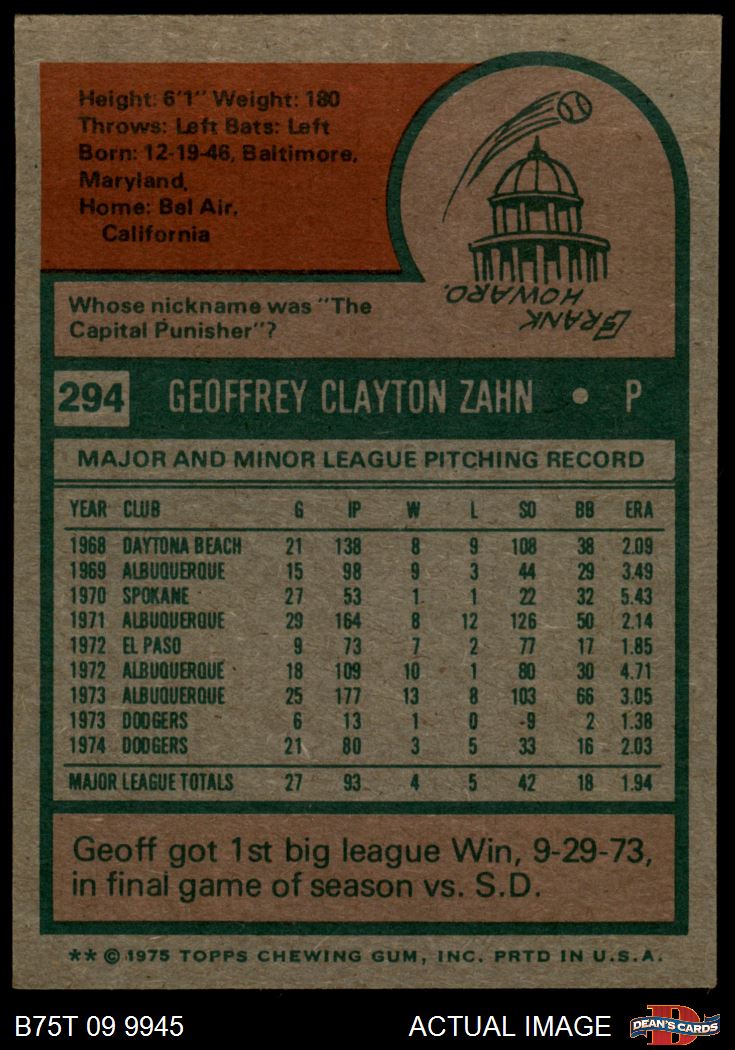 Height: 6'1" Weight: 180
Throws: Left Bats: Left
Born: 12-19-46, Baltimore,
Maryland,
Home: Bel Air,
California
Whose nickname was "The
Capital Punisher"?
FRANK
HOWARD.
294 GEOFFREY CLAYTON ZAHN • P
MAJOR AND MINOR LEAGUE PITCHING RECORD
YEAR CLUB G IP W L SO BB ERA
1968 DAYTONA BEACH 21 138 8 9 108 38 2.09
1969 ALBUQUERQUE 15 98 9 3 44 29 3.49
1970 SPOKANE 27 53 1 1 22 32 5.43
1971 ALBUQUERQUE 29 164 8 12 126 50 2.14
1972 EL PASO 9 73 7 2 77 17 1.85
1972 ALBUQUERQUE 18 109 10 1 80 30 4.71
1973 ALBUQUERQUE 25 177 13 8 103 66 3.05
1973 DODGERS 6 13 1 0 9 2 1.38
1974 DODGERS 21 80 3 5 33 16 2.03
MAJOR LEAGUE TOTALS 27 93 4 5 42 18 1.94
Geoff got 1st big league Win, 9-29-73,
in final game of season vs. S.D.
** © 1975 TOPPS CHEWING GUM, INC. PRTD IN U.S.A.
B75T 09 9945 ACTUAL IMAGE D DEAN'S CARDS